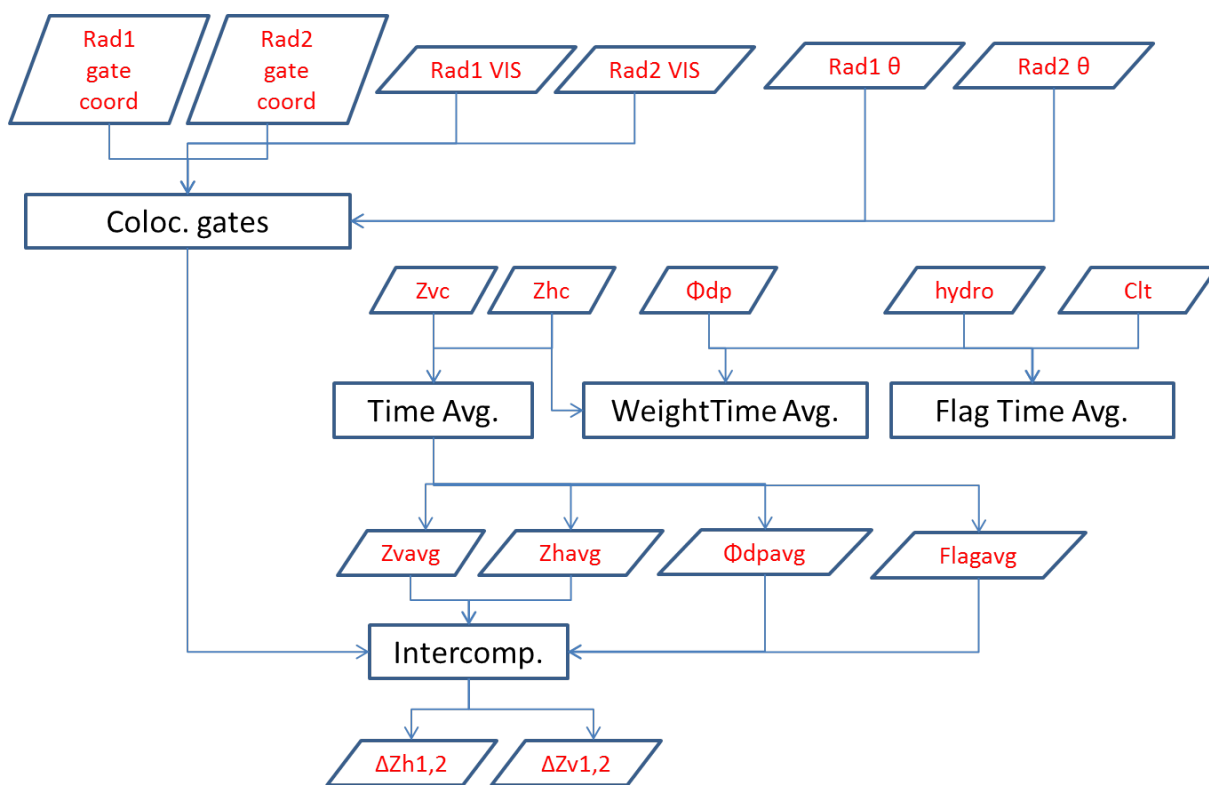 Rad1
gate
coord
Rad2
gate
coord
Rad1 VIS
Rad2 VIS
Rad1 θ
Rad2 θ
Coloc. gates
Zvc
Zhc
Φdp
hydro
Clt
Time Avg.
WeightTime Avg.
Flag Time Avg.
Zvavg
Zhavg
Φdpavg
Flagavg
Intercomp.
ΔZh1,2
ΔZv1,2